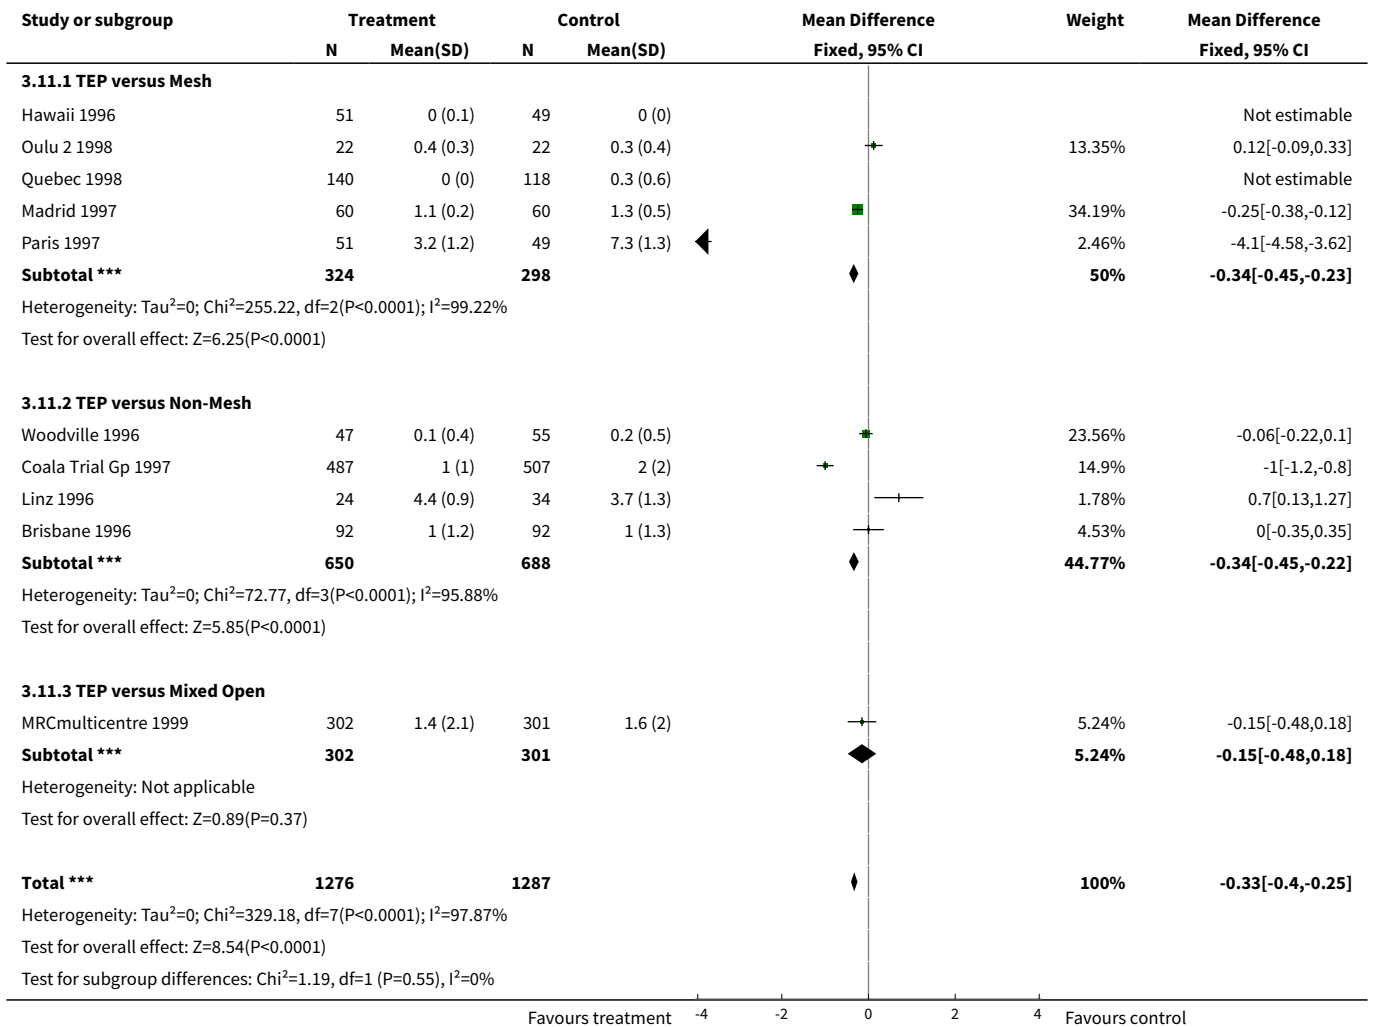 Study or subgroup Treatment Control Mean Difference Weight Mean Difference
N Mean(SD) N Mean(SD) Fixed, 95% CI Fixed, 95% CI
3.11.1 TEP versus Mesh
Hawaii 1996 51 0 (0.1) 49 0 (0) Not estimable
Oulu 2 1998 22 0.4 (0.3) 22 0.3 (0.4) 13.35% 0.12[-0.09,0.33]
Quebec 1998 140 0 (0) 118 0.3 (0.6) Not estimable
Madrid 1997 60 1.1 (0.2) 60 1.3 (0.5) 34.19% -0.25[-0.38,-0.12]
Paris 1997 51 3.2 (1.2) 49 7.3 (1.3) 2.46% -4.1[-4.58,-3.62]
Subtotal *** 324 298 50% -0.34[-0.45,-0.23]
Heterogeneity: Tau²=0; Chi²=255.22, df=2(P<0.0001); I²=99.22%
Test for overall effect: Z=6.25(P<0.0001)
3.11.2 TEP versus Non-Mesh
Woodville 1996 47 0.1 (0.4) 55 0.2 (0.5) 23.56% -0.06[-0.22,0.1]
Coala Trial Gp 1997 487 1 (1) 507 2 (2) 14.9% -1[-1.2,-0.8]
Linz 1996 24 4.4 (0.9) 34 3.7 (1.3) 1.78% 0.7[0.13,1.27]
Brisbane 1996 92 1 (1.2) 92 1 (1.3) 4.53% 0[-0.35,0.35]
Subtotal *** 650 688 44.77% -0.34[-0.45,-0.22]
Heterogeneity: Tau²=0; Chi²=72.77, df=3(P<0.0001); I²=95.88%
Test for overall effect: Z=5.85(P<0.0001)
3.11.3 TEP versus Mixed Open
MRCmulticentre 1999 302 1.4 (2.1) 301 1.6 (2) 5.24% -0.15[-0.48,0.18]
Subtotal *** 302 301 5.24% -0.15[-0.48,0.18]
Heterogeneity: Not applicable
Test for overall effect: Z=0.89(P=0.37)
Total *** 1276 1287 100% -0.33[-0.4,-0.25]
Heterogeneity: Tau²=0; Chi²=329.18, df=7(P<0.0001); I²=97.87%
Test for overall effect: Z=8.54(P<0.0001)
Test for subgroup differences: Chi²=1.19, df=1 (P=0.55), I²=0%
Favours treatment -4 -2 0 2 4 Favours control